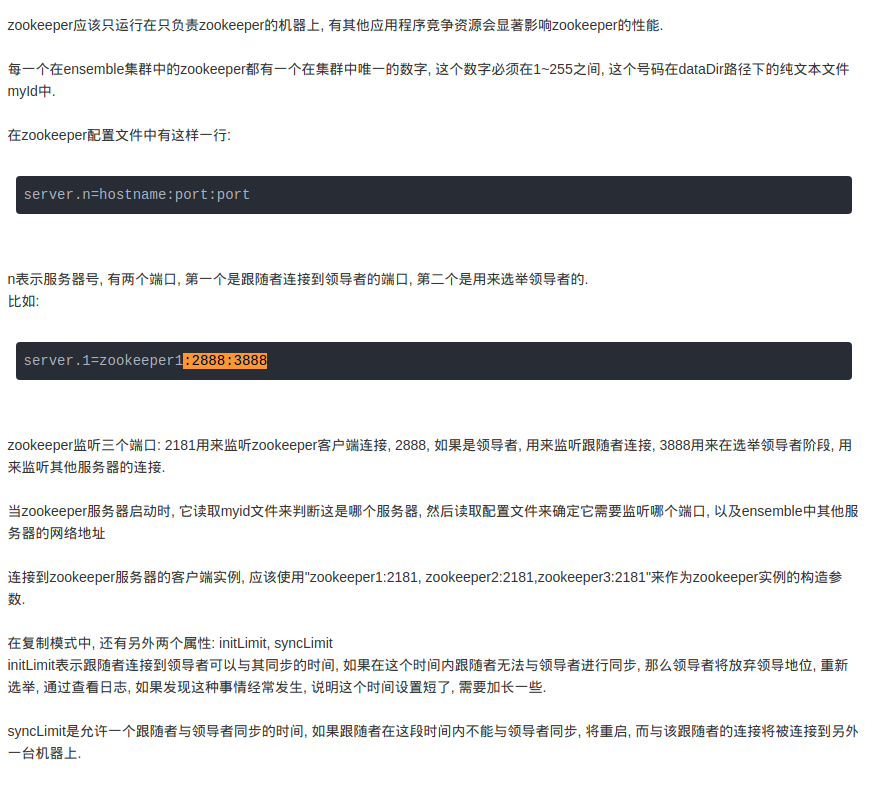 zookeeper应该只运行在只负责zookeeper的机器上, 有其他应用程序竞争资源会显著影响zookeeper的性能.
每一个在ensemble集群中的zookeeper都有一个在集群中唯一的数字, 这个数字必须在1~255之间, 这个号码在dataDir路径下的纯文本文件
myId中.
在zookeeper配置文件中有这样一行:
server.n=hostname:port:port
n表示服务器号, 有两个端口, 第一个是跟随者连接到领导者的端口, 第二个是用来选举领导者的.
比如:
server.1=zookeeper1:2888:3888
zookeeper监听三个端口: 2181用来监听zookeeper客户端连接, 2888, 如果是领导者, 用来监听跟随者连接, 3888用来在选举领导者阶段, 用
来监听其他服务器的连接.
当zookeeper服务器启动时, 它读取myid文件来判断这是哪个服务器, 然后读取配置文件来确定它需要监听哪个端口, 以及ensemble中其他服
务器的网络地址
连接到zookeeper服务器的客户端实例, 应该使用"zookeeper1:2181, zookeeper2:2181,zookeeper3:2181"来作为zookeeper实例的构造参
数.
在复制模式中, 还有另外两个属性: initLimit, syncLimit
initLimit表示跟随者连接到领导者可以与其同步的时间, 如果在这个时间内跟随者无法与领导者进行同步, 那么领导者将放弃领导地位, 重新
选举, 通过查看日志, 如果发现这种事情经常发生, 说明这个时间设置短了, 需要加长一些.
syncLimit是允许一个跟随者与领导者同步的时间, 如果跟随者在这段时间内不能与领导者同步, 将重启, 而与该跟随者的连接将被连接到另外
一台机器上.